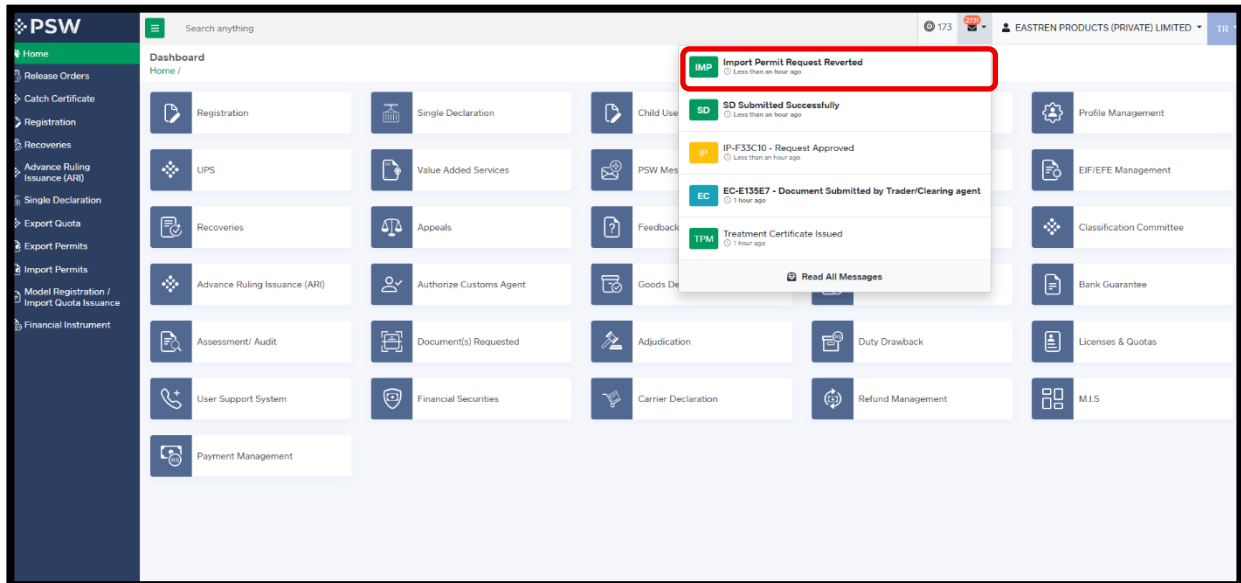 PSW
Search anything
173
2731
EASTREN PRODUCTS (PRIVATE) LIMITED
TR
Home
Release Orders
Catch Certificate
Registration
Recoveries
Advance Ruling
Issuance (ARI)
Single Declaration
Export Quota
Export Permits
Import Permits
Model Registration /
Import Quota Issuance
Financial Instrument
Dashboard
Home /
IMP
Import Permit Request Reverted
Less than an hour ago
SD
SD Submitted Successfully
Less than an hour ago
IP
IP-F33C10 - Request Approved
Less than an hour ago
EC
EC-E135E7 - Document Submitted by Trader/Clearing agent
1 hour ago
TPM
Treatment Certificate Issued
1 hour ago
Read All Messages
Registration
Single Declaration
Child Use
Profile Management
UPS
Value Added Services
PSW Mes
EIF/EFE Management
Recoveries
Appeals
Feedback
Classification Committee
Advance Ruling Issuance (ARI)
Authorize Customs Agent
Goods De
Bank Guarantee
Assessment/ Audit
Document(s) Requested
Adjudication
Duty Drawback
Licenses & Quotas
User Support System
Financial Securities
Carrier Declaration
Refund Management
M.I.S
Payment Management